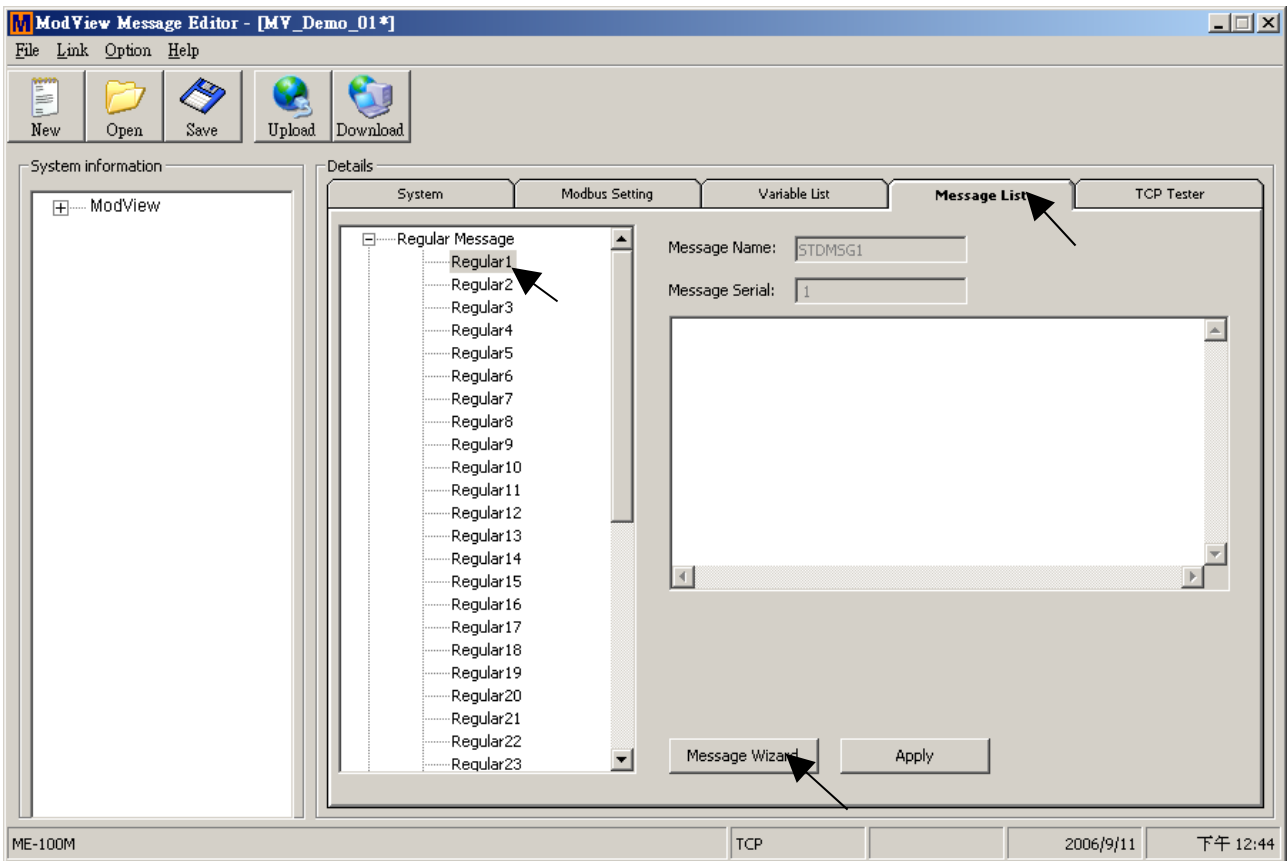 ModView Message Editor - [MV_Demo_01*]
File Link Option Help
New Open Save Upload Download
System information
ModView
Details
System Modbus Setting Variable List Message List TCP Tester
Regular Message
Regular1
Regular2
Regular3
Regular4
Regular5
Regular6
Regular7
Regular8
Regular9
Regular10
Regular11
Regular12
Regular13
Regular14
Regular15
Regular16
Regular17
Regular18
Regular19
Regular20
Regular21
Regular22
Regular23
Message Name: STDMSG1
Message Serial: 1
Message Wizard Apply
ME-100M TCP 2006/9/11 下午 12:44